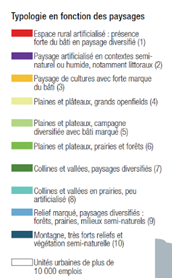 Typologie en fonction des paysages
Espace rural artificialisé : présence
forte du bâti en paysage diversifié (1)
Paysage artificialisé en contextes semi-
naturel ou humide, notamment littoraux (2)
Paysage de cultures avec forte marque
du bâti (3)
Plaines et plateaux, grands openfields (4)
Plaines et plateaux, campagne
diversifiée avec bâti marqué (5)
Plaines et plateaux, prairies et forêts (6)
Collines et vallées, paysages diversifiés (7)
Collines et vallées en prairies, peu
artificialisé (8)
Relief marqué, paysages diversifiés :
forêts, prairies, milieux semi-naturels (9)
Montagne, très forts reliefs et
végétation semi-naturelle (10)
Unités urbaines de plus de
10 000 emplois